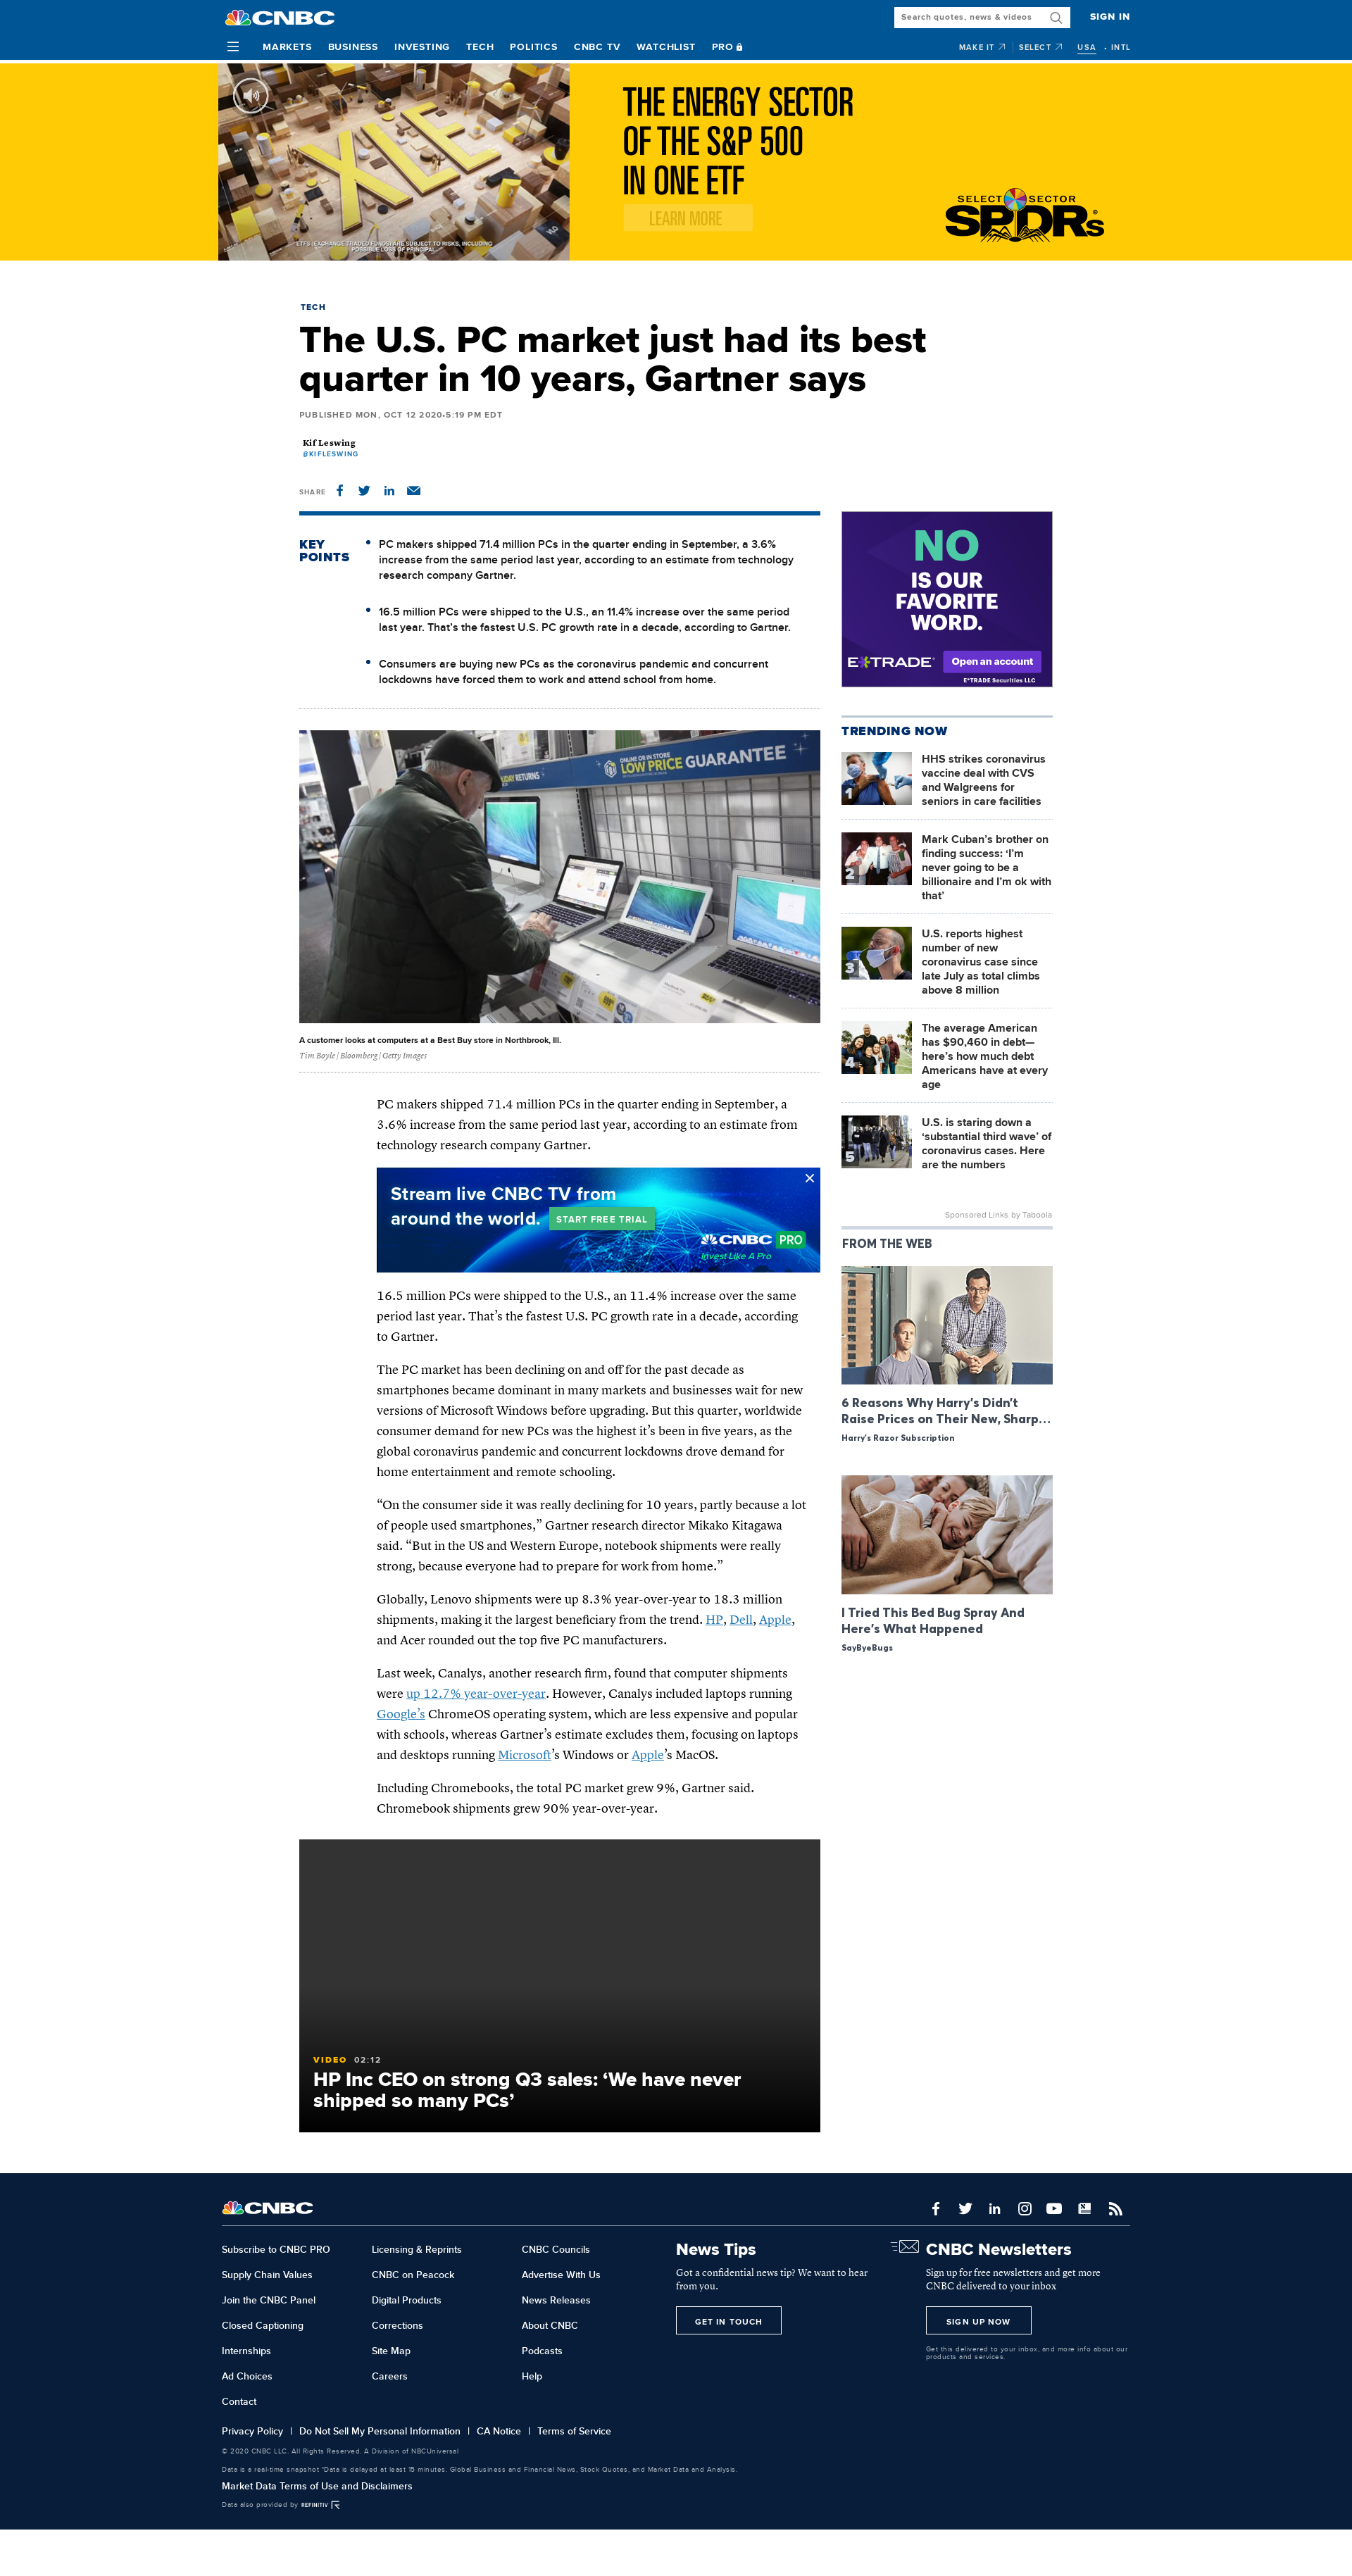 CNBC
Search quotes, news & videos
SIGN IN
MARKETS BUSINESS INVESTING TECH POLITICS CNBC TV WATCHLIST PRO
MAKE IT SELECT USA • INTL
XLE
ETFS (EXCHANGE TRADED FUNDS) ARE SUBJECT TO RISKS, INCLUDING
POSSIBLE LOSS OF PRINCIPAL.
THE ENERGY SECTOR
OF THE S&P 500
IN ONE ETF
LEARN MORE
SELECT SECTOR
SPDRs®
TECH
The U.S. PC market just had its best
quarter in 10 years, Gartner says
PUBLISHED MON, OCT 12 2020•5:19 PM EDT
Kif Leswing
@KIFLESWING
SHARE
KEY
POINTS
PC makers shipped 71.4 million PCs in the quarter ending in September, a 3.6%
increase from the same period last year, according to an estimate from technology
research company Gartner.
16.5 million PCs were shipped to the U.S., an 11.4% increase over the same period
last year. That’s the fastest U.S. PC growth rate in a decade, according to Gartner.
Consumers are buying new PCs as the coronavirus pandemic and concurrent
lockdowns have forced them to work and attend school from home.
ONLINE OR IN STORE
LOW PRICE GUARANTEE
RETURNS
A customer looks at computers at a Best Buy store in Northbrook, Ill.
Tim Boyle | Bloomberg | Getty Images
PC makers shipped 71.4 million PCs in the quarter ending in September, a
3.6% increase from the same period last year, according to an estimate from
technology research company Gartner.
Stream live CNBC TV from
around the world.
START FREE TRIAL
CNBC PRO
Invest Like A Pro
16.5 million PCs were shipped to the U.S., an 11.4% increase over the same
period last year. That’s the fastest U.S. PC growth rate in a decade, according
to Gartner.
The PC market has been declining on and off for the past decade as
smartphones became dominant in many markets and businesses wait for new
versions of Microsoft Windows before upgrading. But this quarter, worldwide
consumer demand for new PCs was the highest it’s been in five years, as the
global coronavirus pandemic and concurrent lockdowns drove demand for
home entertainment and remote schooling.
“On the consumer side it was really declining for 10 years, partly because a lot
of people used smartphones,” Gartner research director Mikako Kitagawa
said. “But in the US and Western Europe, notebook shipments were really
strong, because everyone had to prepare for work from home.”
Globally, Lenovo shipments were up 8.3% year-over-year to 18.3 million
shipments, making it the largest beneficiary from the trend. HP, Dell, Apple,
and Acer rounded out the top five PC manufacturers.
Last week, Canalys, another research firm, found that computer shipments
were up 12.7% year-over-year. However, Canalys included laptops running
Google’s ChromeOS operating system, which are less expensive and popular
with schools, whereas Gartner’s estimate excludes them, focusing on laptops
and desktops running Microsoft’s Windows or Apple’s MacOS.
Including Chromebooks, the total PC market grew 9%, Gartner said.
Chromebook shipments grew 90% year-over-year.
VIDEO 02:12
HP Inc CEO on strong Q3 sales: ‘We have never
shipped so many PCs’
NO
IS OUR
FAVORITE
WORD.
E*TRADE®
Open an account
E*TRADE Securities LLC
TRENDING NOW
1
HHS strikes coronavirus
vaccine deal with CVS
and Walgreens for
seniors in care facilities
2
Mark Cuban’s brother on
finding success: ‘I’m
never going to be a
billionaire and I’m ok with
that’
3
U.S. reports highest
number of new
coronavirus case since
late July as total climbs
above 8 million
4
The average American
has $90,460 in debt—
here’s how much debt
Americans have at every
age
5
U.S. is staring down a
‘substantial third wave’ of
coronavirus cases. Here
are the numbers
Sponsored Links by Taboola
FROM THE WEB
6 Reasons Why Harry's Didn't
Raise Prices on Their New, Sharp…
Harry's Razor Subscription
I Tried This Bed Bug Spray And
Here's What Happened
SayByeBugs
CNBC
Subscribe to CNBC PRO
Supply Chain Values
Join the CNBC Panel
Closed Captioning
Internships
Ad Choices
Contact
Licensing & Reprints
CNBC on Peacock
Digital Products
Corrections
Site Map
Careers
CNBC Councils
Advertise With Us
News Releases
About CNBC
Podcasts
Help
News Tips
Got a confidential news tip? We want to hear
from you.
GET IN TOUCH
CNBC Newsletters
Sign up for free newsletters and get more
CNBC delivered to your inbox
SIGN UP NOW
Get this delivered to your inbox, and more info about our
products and services.
Privacy Policy | Do Not Sell My Personal Information | CA Notice | Terms of Service
© 2020 CNBC LLC. All Rights Reserved. A Division of NBCUniversal
Data is a real-time snapshot *Data is delayed at least 15 minutes. Global Business and Financial News, Stock Quotes, and Market Data and Analysis.
Market Data Terms of Use and Disclaimers
Data also provided by REFINITIV